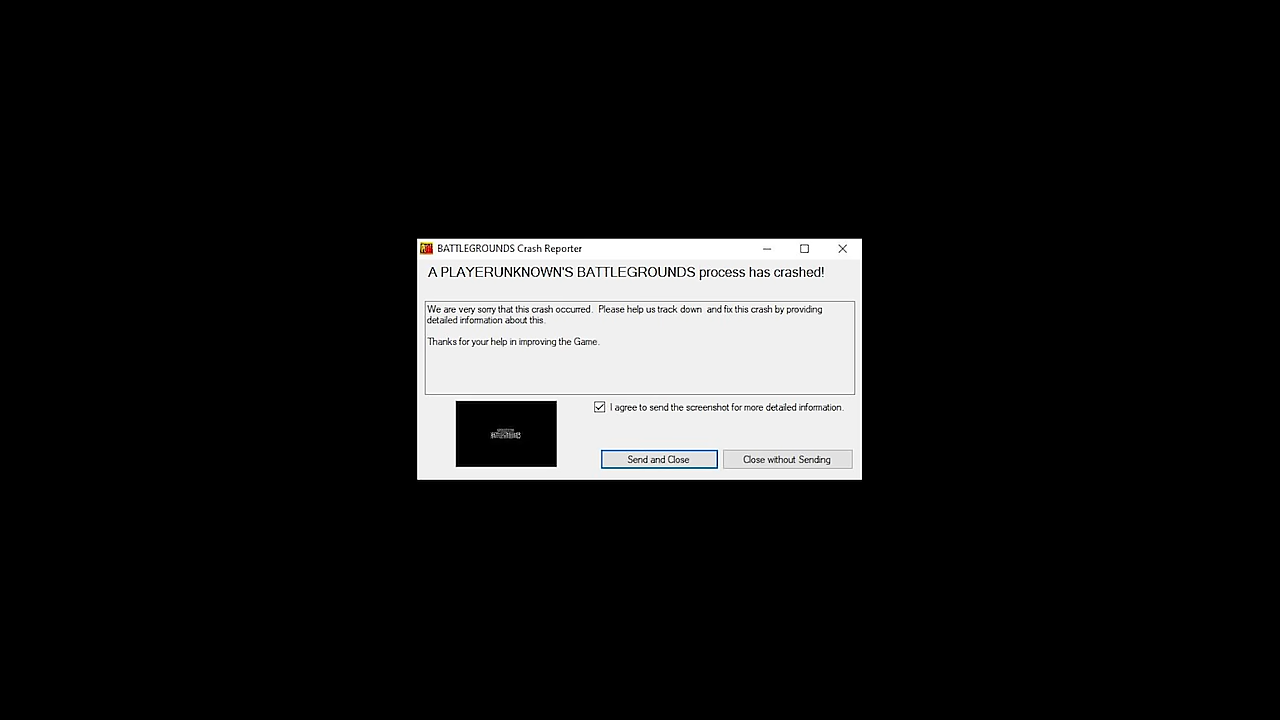 BATTLEGROUNDS Crash Reporter
A PLAYERUNKNOWN'S BATTLEGROUNDS process has crashed!
We are very sorry that this crash occurred.  Please help us track down  and fix this crash by providing
detailed information about this.
Thanks for your help in improving the Game.
I agree to send the screenshot for more detailed information.
BATTLEGROUNDS
Send and Close
Close without Sending